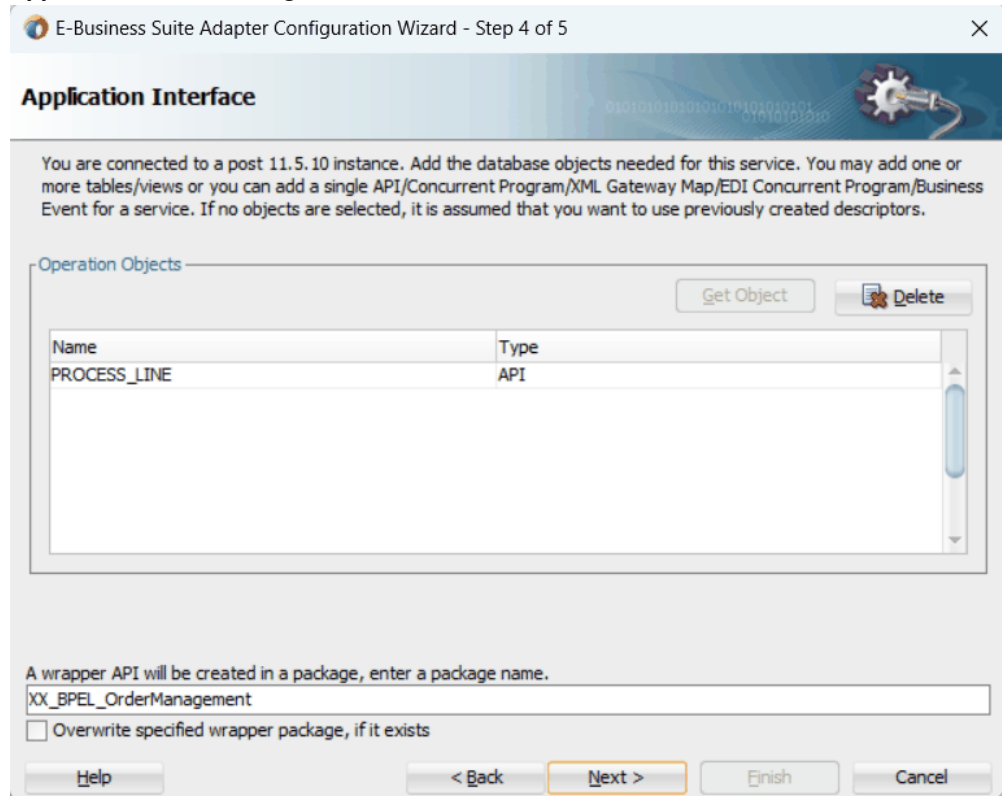 E-Business Suite Adapter Configuration Wizard - Step 4 of 5
Application Interface
You are connected to a post 11.5.10 instance. Add the database objects needed for this service. You may add one or
more tables/views or you can add a single API/Concurrent Program/XML Gateway Map/EDI Concurrent Program/Business
Event for a service. If no objects are selected, it is assumed that you want to use previously created descriptors.
Operation Objects
Get Object Delete
Name Type
PROCESS_LINE API
A wrapper API will be created in a package, enter a package name.
XX_BPEL_OrderManagement
Overwrite specified wrapper package, if it exists
Help < Back Next > Finish Cancel